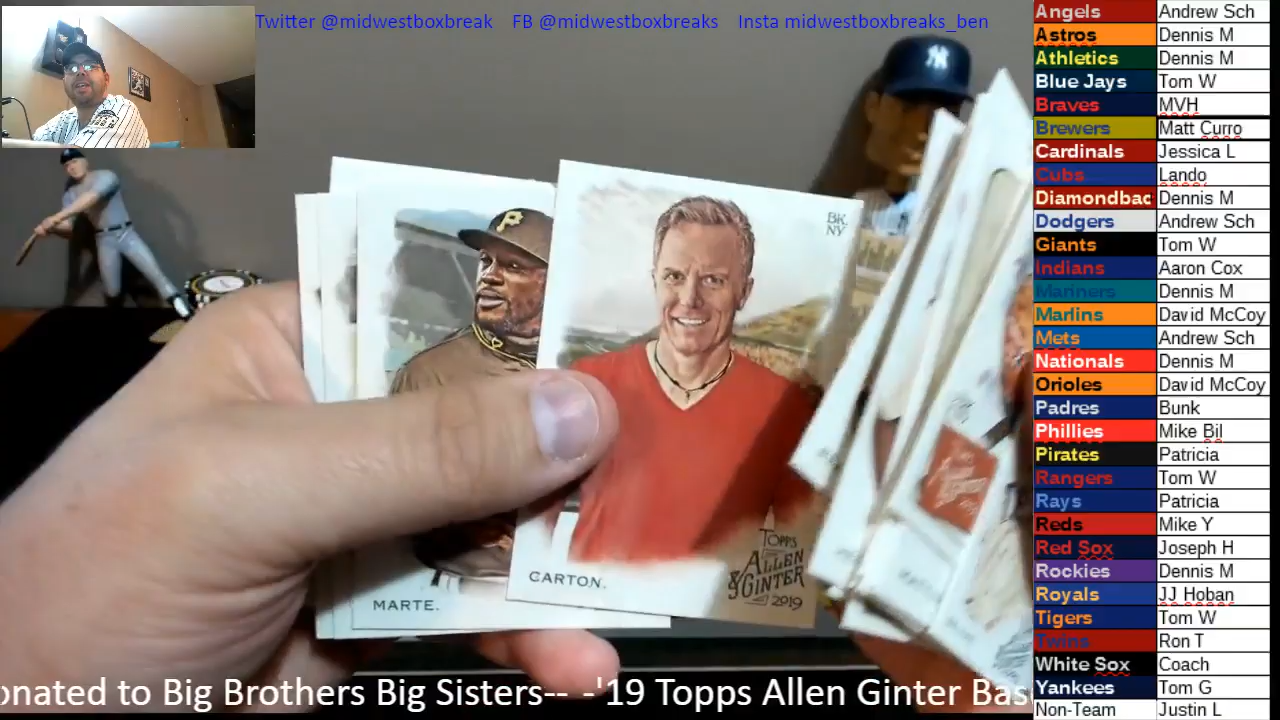 Twitter @midwestboxbreak FB @midwestboxbreaks Insta midwestboxbreaks_ben
BK
NY
P
CARTON.
MARTE.
TOPPS
ALLEN
& GINTER
2019
Angels Andrew Sch
Astros Dennis M
Athletics Dennis M
Blue Jays Tom W
Braves MVH
Brewers Matt Curro
Cardinals Jessica L
Cubs Lando
Diamondbac Dennis M
Dodgers Andrew Sch
Giants Tom W
Indians Aaron Cox
Mariners Dennis M
Marlins David McCoy
Mets Andrew Sch
Nationals Dennis M
Orioles David McCoy
Padres Bunk
Phillies Mike Bil
Pirates Patricia
Rangers Tom W
Rays Patricia
Reds Mike Y
Red Sox Joseph H
Rockies Dennis M
Royals JJ Hoban
Tigers Tom W
Twins Ron T
White Sox Coach
Yankees Tom G
Non-Team Justin L
onated to Big Brothers Big Sisters-- -'19 Topps Allen Ginter Bas